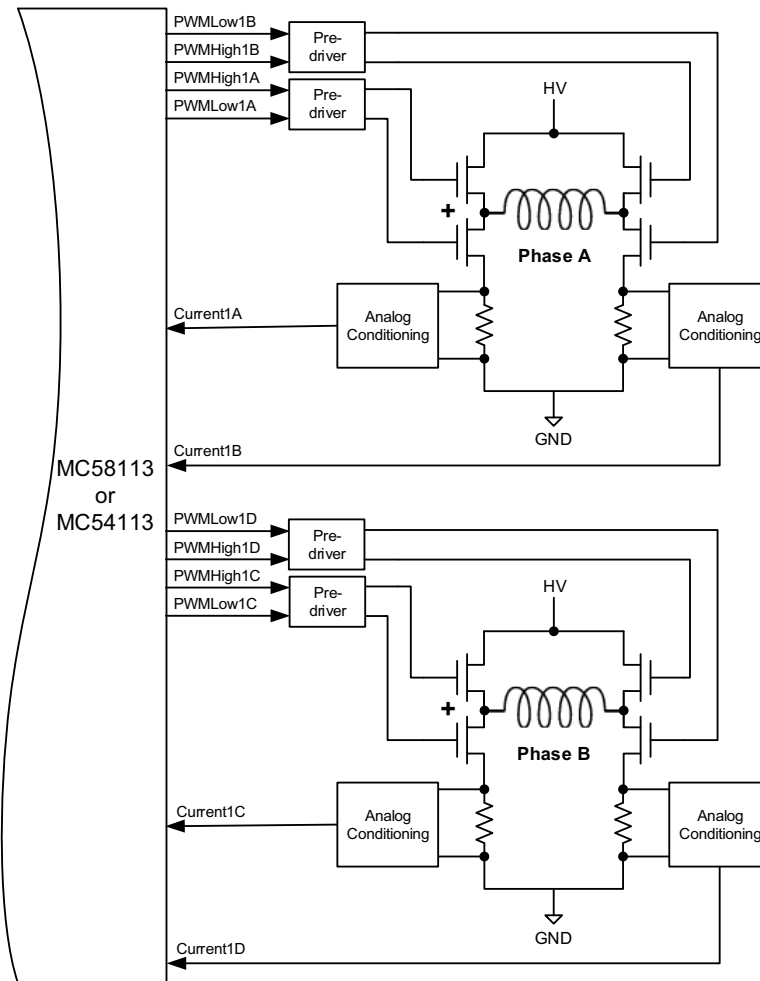 PWMLow1B
PWMHigh1B
PWMHigh1A
PWMLow1A
Pre-
driver
Pre-
driver
HV
+
Phase A
Current1A
Analog
Conditioning
Analog
Conditioning
GND
Current1B
MC58113
or
MC54113
PWMLow1D
PWMHigh1D
PWMHigh1C
PWMLow1C
Pre-
driver
Pre-
driver
HV
+
Phase B
Current1C
Analog
Conditioning
Analog
Conditioning
GND
Current1D